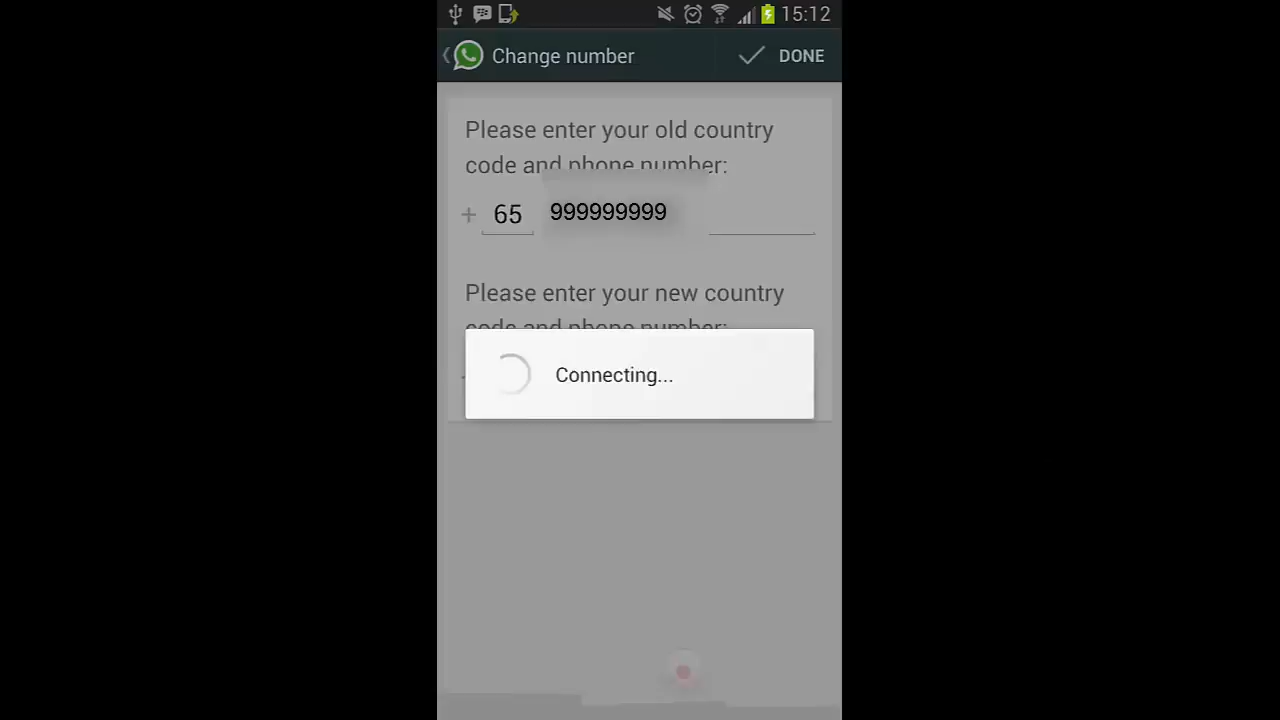 15:12
Change number DONE
Please enter your old country
code and phone number:
+ 65 999999999
Please enter your new country
code and phone number:
Connecting...